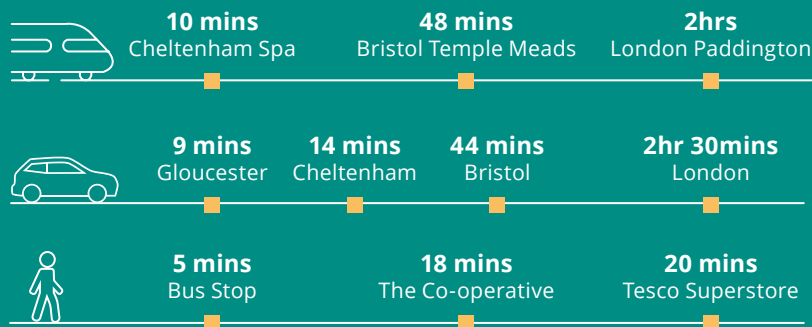 10 mins
Cheltenham Spa
48 mins
Bristol Temple Meads
2hrs
London Paddington
9 mins
Gloucester
14 mins
Cheltenham
44 mins
Bristol
2hr 30mins
London
5 mins
Bus Stop
18 mins
The Co-operative
20 mins
Tesco Superstore